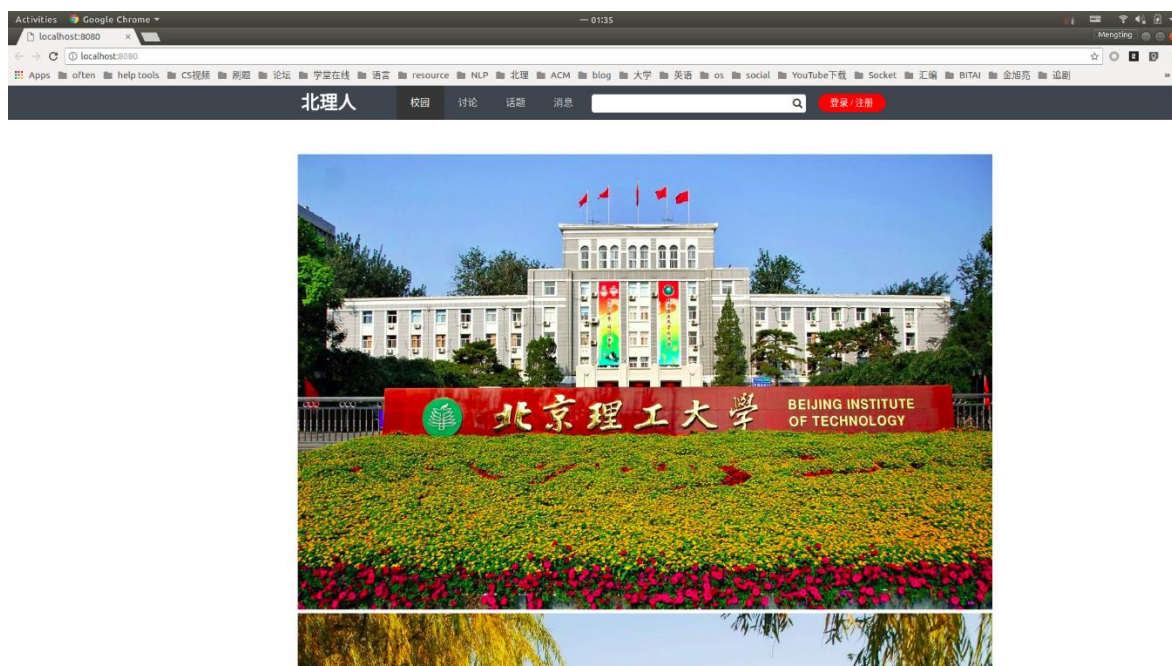 Activities Google Chrome — 01:35
localhost:8080 × Mengting
localhost:8080
Apps often help tools CS视频 刷题 论坛 学堂在线 语言 resource NLP 北理 ACM blog 大学 英语 os social YouTube下载 Socket 汇编 BITAI 金旭亮 追剧 »
北理人 校园 讨论 话题 消息 登录/注册
北京理工大學 BEIJING INSTITUTE
OF TECHNOLOGY